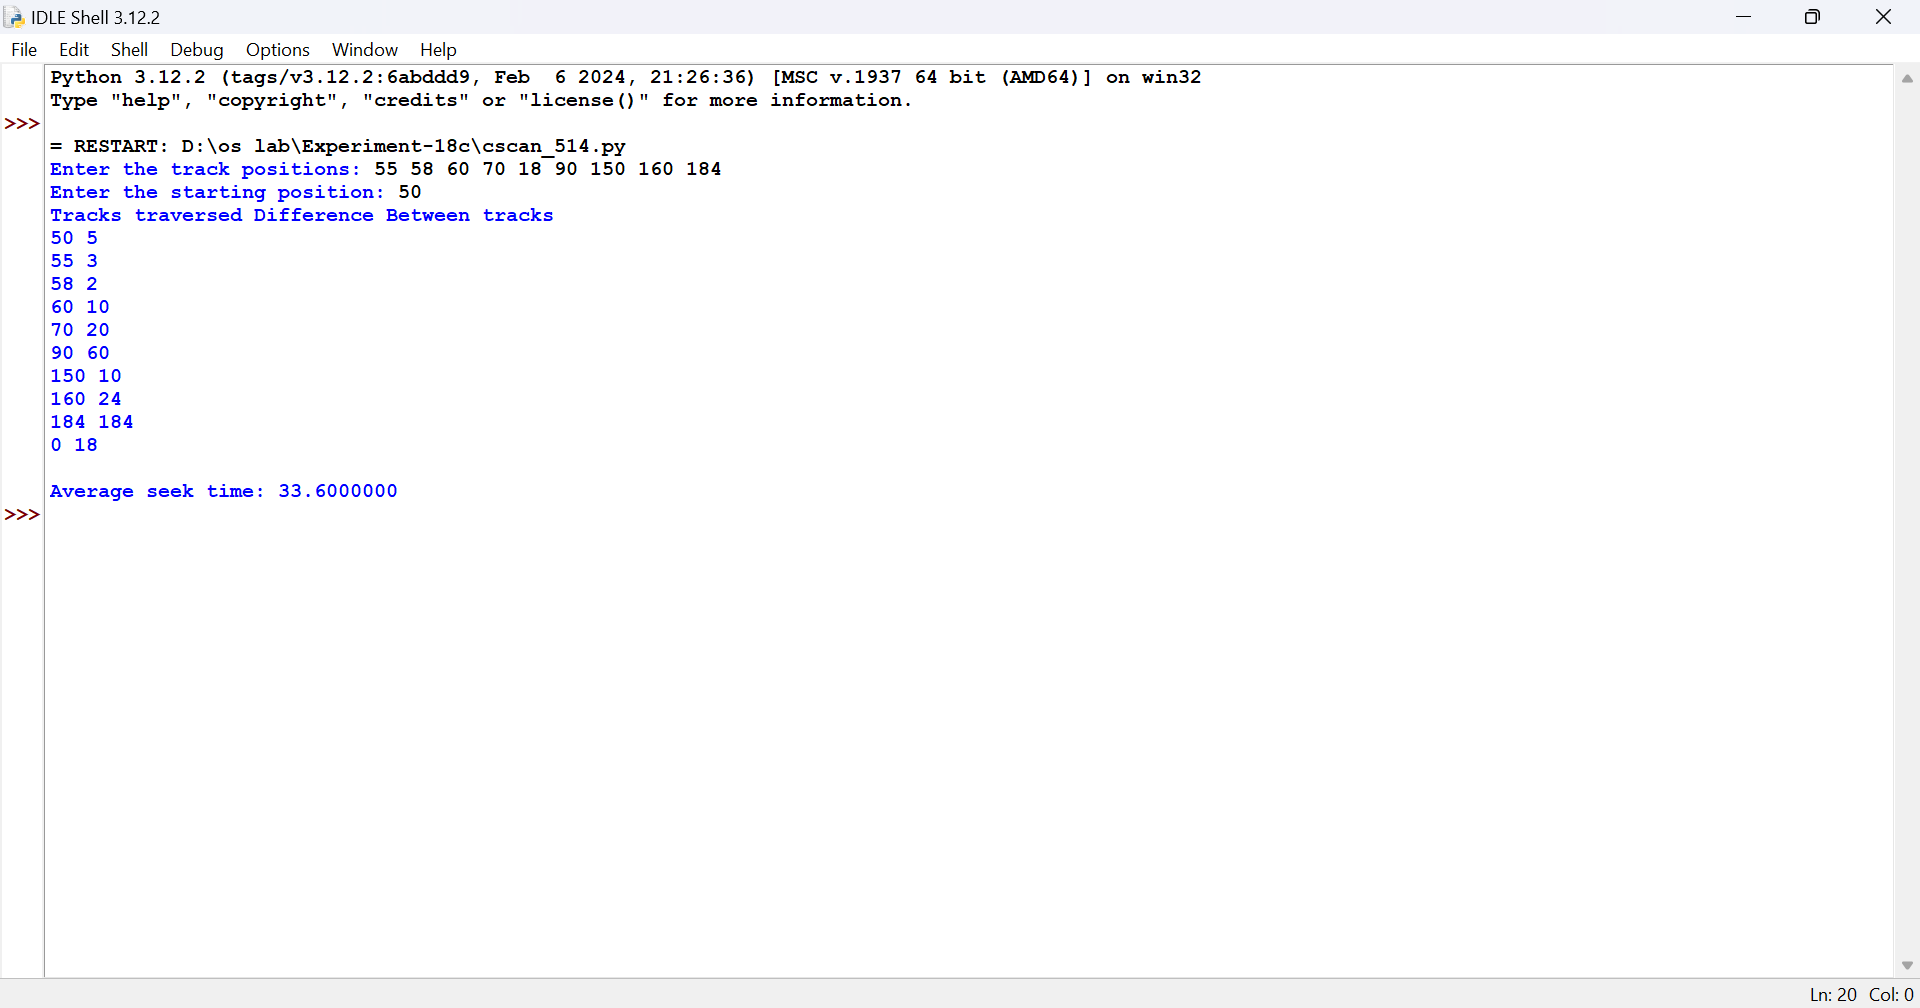 IDLE Shell 3.12.2
File Edit Shell Debug Options Window Help
Python 3.12.2 (tags/v3.12.2:6abddd9, Feb  6 2024, 21:26:36) [MSC v.1937 64 bit (AMD64)] on win32
Type "help", "copyright", "credits" or "license()" for more information.
>>>
= RESTART: D:\os lab\Experiment-18c\cscan_514.py
Enter the track positions: 55 58 60 70 18 90 150 160 184
Enter the starting position: 50
Tracks traversed Difference Between tracks
50 5
55 3
58 2
60 10
70 20
90 60
150 10
160 24
184 184
0 18
Average seek time: 33.6000000
>>>
Ln: 20 Col: 0